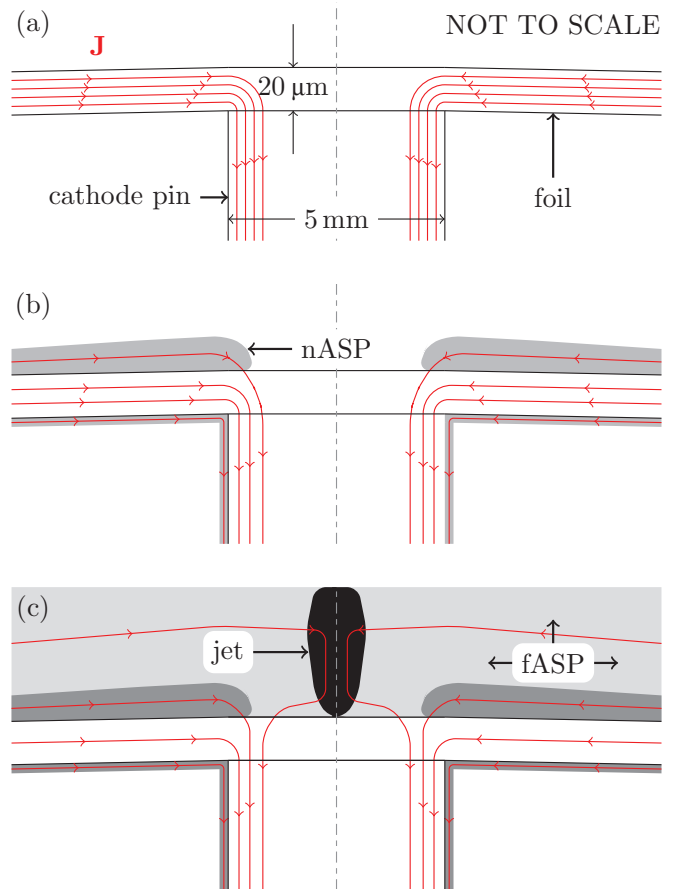 (a)
NOT TO SCALE
J
20 μm
cathode pin
foil
5 mm
(b)
nASP
(c)
jet
fASP